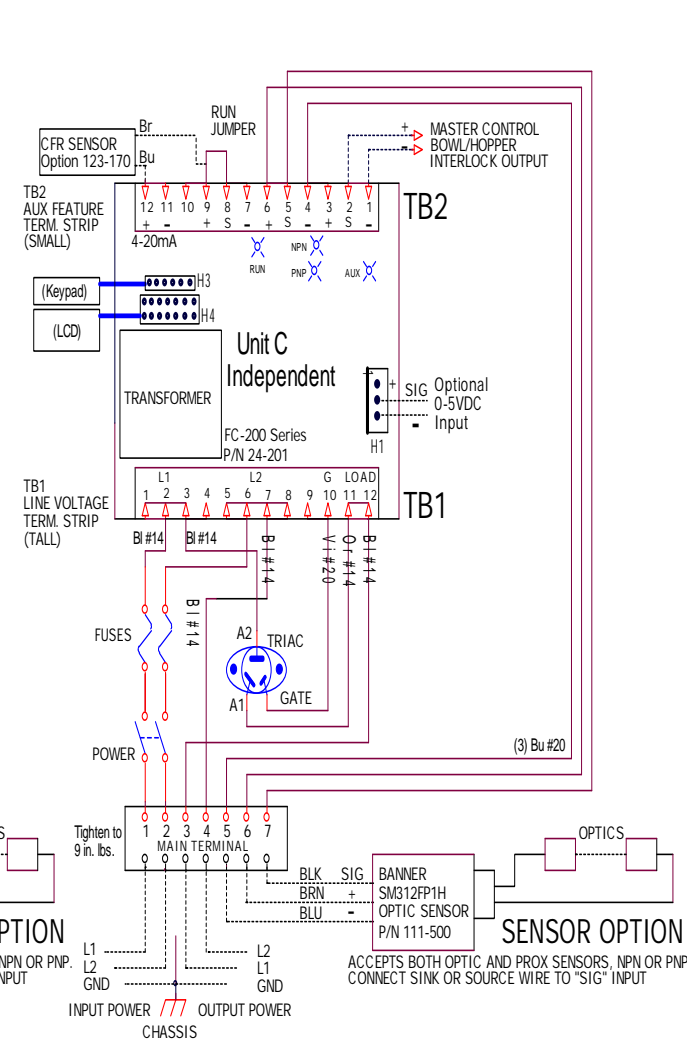 RUN
JUMPER
Br
CFR SENSOR
Option 123-170
Bu
+ MASTER CONTROL
- BOWL/HOPPER
INTERLOCK OUTPUT
TB2
AUX FEATURE
TERM. STRIP
(SMALL)
12 11 10 9 8 7 6 5 4 3 2 1
+ - + S - + S - + S -
TB2
4-20mA
RUN
NPN
PNP
AUX
(Keypad)
H3
(LCD)
H4
Unit C
Independent
TRANSFORMER
FC-200 Series
P/N 24-201
1
+
SIG
-
Optional
0-5VDC
Input
H1
TB1
LINE VOLTAGE
TERM. STRIP
(TALL)
L1 L2 G LOAD
1 2 3 4 5 6 7 8 9 10 11 12
TB1
Bl #14
Bl #14
Bl #14
Vi #20
Or #14
Bl #14
Bl #14
FUSES
A2
TRIAC
GATE
A1
POWER
(3) Bu #20
Tighten to
9 in. lbs.
1 2 3 4 5 6 7
MAIN TERMINAL
BLK SIG
BRN +
BLU -
BANNER
SM312FP1H
OPTIC SENSOR
P/N 111-500
OPTICS
S
SENSOR OPTION
ACCEPTS BOTH OPTIC AND PROX SENSORS, NPN OR PNP
CONNECT SINK OR SOURCE WIRE TO "SIG" INPUT
PTION
NPN OR PNP.
NPUT
L1
L2
GND
L2
L1
GND
INPUT POWER
OUTPUT POWER
CHASSIS